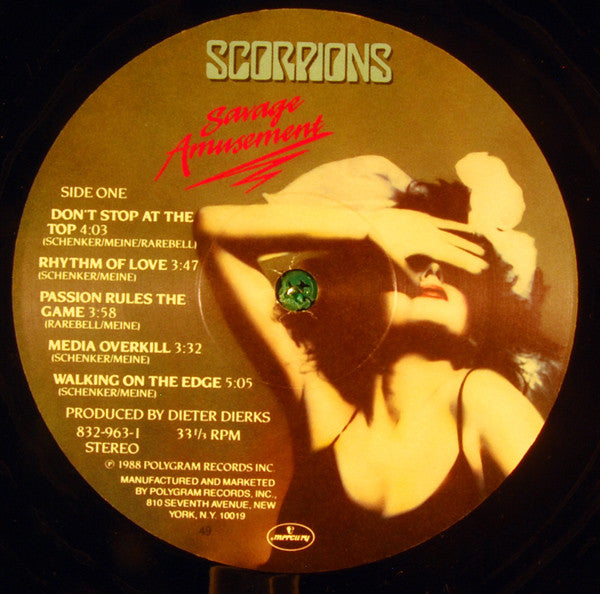 SCORPIONS
Savage
Amusement
SIDE ONE
DON'T STOP AT THE
TOP 4:03
(SCHENKER/MEINE/RAREBELL)
RHYTHM OF LOVE 3:47
(SCHENKER/MEINE)
PASSION RULES THE
GAME 3:58
(RAREBELL/MEINE)
MEDIA OVERKILL 3:32
(SCHENKER/MEINE)
WALKING ON THE EDGE 5:05
(SCHENKER/MEINE)
PRODUCED BY DIETER DIERKS
832-963-1 33 1/3 RPM
STEREO
℗ 1988 POLYGRAM RECORDS INC.
MANUFACTURED AND MARKETED
BY POLYGRAM RECORDS, INC.,
810 SEVENTH AVENUE, NEW
YORK, N.Y. 10019
49
mercury